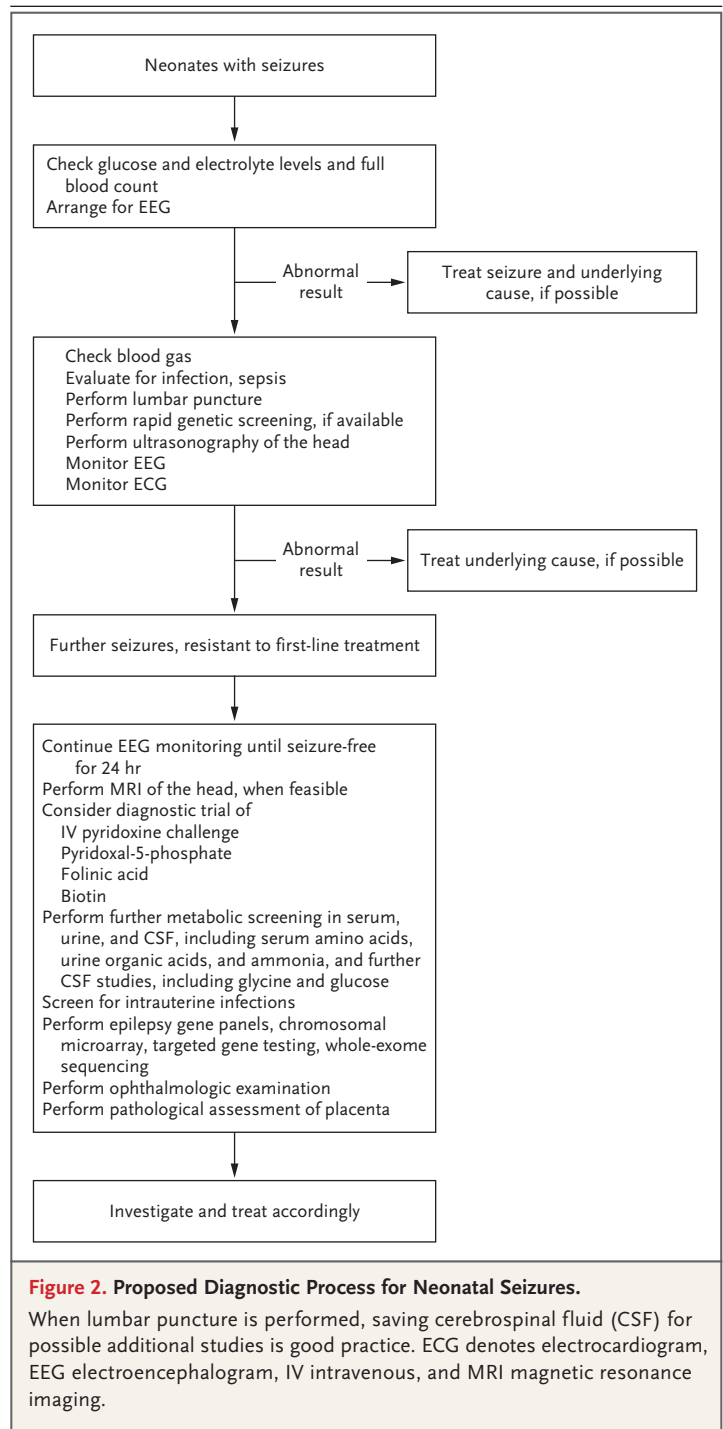 Neonates with seizures
Check glucose and electrolyte levels and full
blood count
Arrange for EEG
Abnormal
result
Treat seizure and underlying
cause, if possible
Check blood gas
Evaluate for infection, sepsis
Perform lumbar puncture
Perform rapid genetic screening, if available
Perform ultrasonography of the head
Monitor EEG
Monitor ECG
Abnormal
result
Treat underlying cause, if possible
Further seizures, resistant to first-line treatment
Continue EEG monitoring until seizure-free
for 24 hr
Perform MRI of the head, when feasible
Consider diagnostic trial of
IV pyridoxine challenge
Pyridoxal-5-phosphate
Folinic acid
Biotin
Perform further metabolic screening in serum,
urine, and CSF, including serum amino acids,
urine organic acids, and ammonia, and further
CSF studies, including glycine and glucose
Screen for intrauterine infections
Perform epilepsy gene panels, chromosomal
microarray, targeted gene testing, whole-exome
sequencing
Perform ophthalmologic examination
Perform pathological assessment of placenta
Investigate and treat accordingly
Figure 2. Proposed Diagnostic Process for Neonatal Seizures.
When lumbar puncture is performed, saving cerebrospinal fluid (CSF) for
possible additional studies is good practice. ECG denotes electrocardiogram,
EEG electroencephalogram, IV intravenous, and MRI magnetic resonance
imaging.